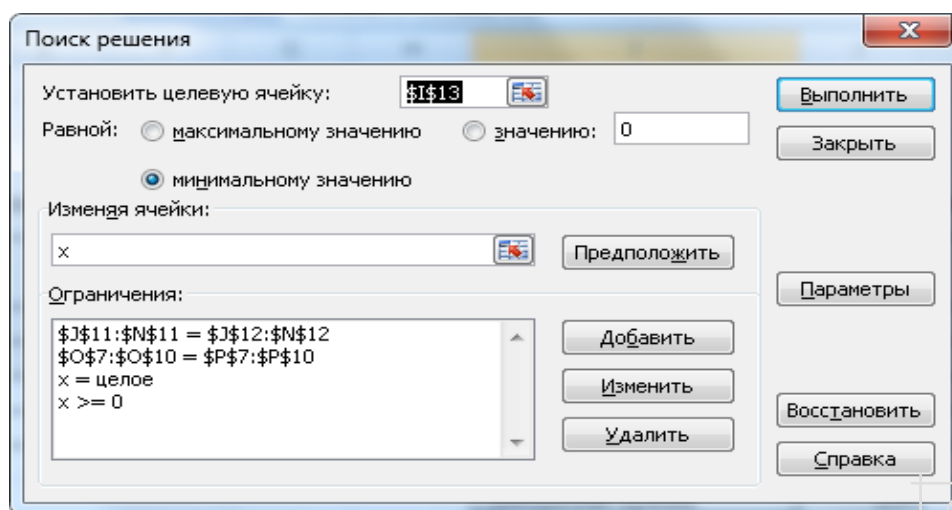 Поиск решения
Установить целевую ячейку: $I$13
Равной: максимальному значению значению: 0
минимальному значению
Изменяя ячейки:
x
Предположить
Ограничения:
$J$11:$N$11 = $J$12:$N$12
$O$7:$O$10 = $P$7:$P$10
x = целое
x >= 0
Добавить
Изменить
Удалить
Выполнить
Закрыть
Параметры
Восстановить
Справка